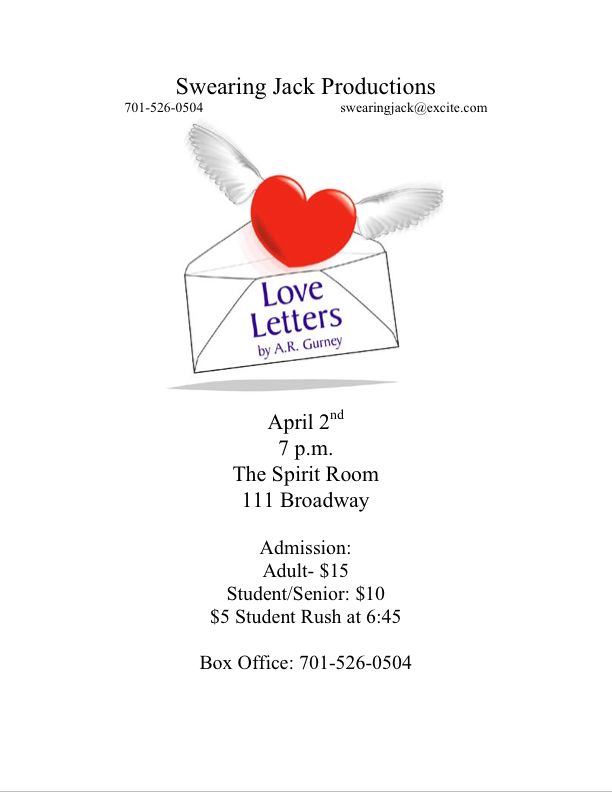 Swearing Jack Productions
701-526-0504 swearingjack@excite.com
Love
Letters
by A.R. Gurney
April 2nd
7 p.m.
The Spirit Room
111 Broadway
Admission:
Adult- $15
Student/Senior: $10
$5 Student Rush at 6:45
Box Office: 701-526-0504